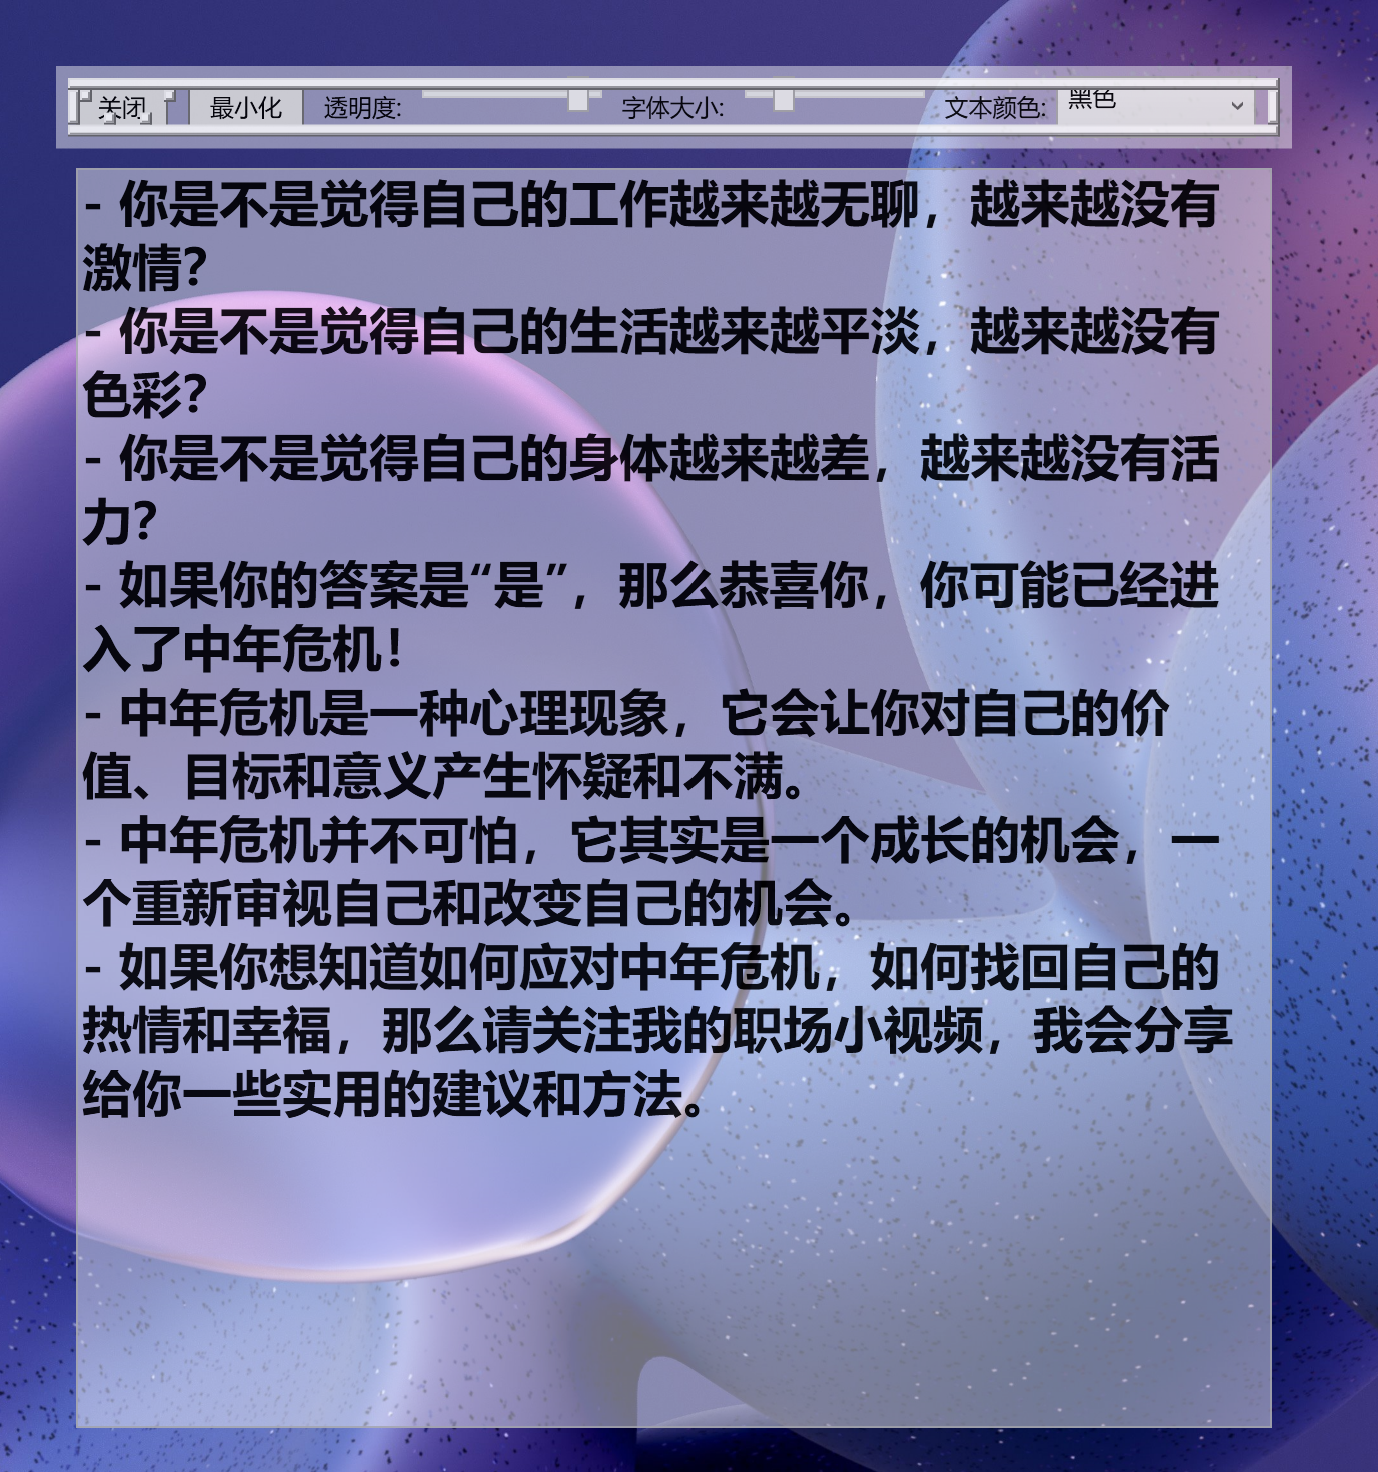 关闭 最小化 透明度: 字体大小: 文本颜色: 黑色
- 你是不是觉得自己的工作越来越无聊，越来越没有
激情？
- 你是不是觉得自己的生活越来越平淡，越来越没有
色彩？
- 你是不是觉得自己的身体越来越差，越来越没有活
力？
- 如果你的答案是“是”，那么恭喜你，你可能已经进
入了中年危机！
- 中年危机是一种心理现象，它会让你对自己的价
值、目标和意义产生怀疑和不满。
- 中年危机并不可怕，它其实是一个成长的机会，一
个重新审视自己和改变自己的机会。
- 如果你想知道如何应对中年危机，如何找回自己的
热情和幸福，那么请关注我的职场小视频，我会分享
给你一些实用的建议和方法。